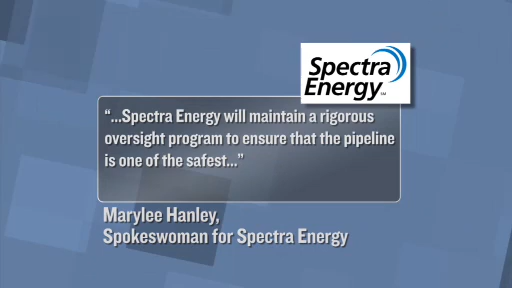 Spectra
Energy℠
“...Spectra Energy will maintain a rigorous
oversight program to ensure that the pipeline
is one of the safest...”
Marylee Hanley,
Spokeswoman for Spectra Energy